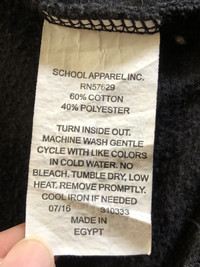 SCHOOL APPAREL INC.
RN57629
60% COTTON
40% POLYESTER
TURN INSIDE OUT.
MACHINE WASH GENTLE
CYCLE WITH LIKE COLORS
IN COLD WATER. NO
BLEACH. TUMBLE DRY, LOW
HEAT. REMOVE PROMPTLY.
COOL IRON IF NEEDED
07/16 310333
MADE IN
EGYPT